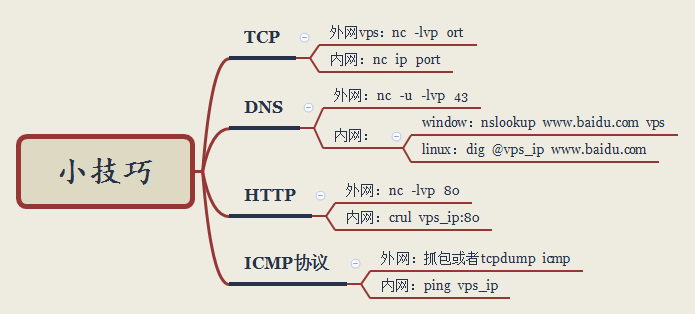 小技巧
TCP
外网vps：nc -lvp ort
内网：nc ip port
DNS
外网：nc -u -lvp 43
内网：
window：nslookup www.baidu.com vps
linux：dig @vps_ip www.baidu.com
HTTP
外网：nc -lvp 80
内网：crul vps_ip:80
ICMP协议
外网：抓包或者tcpdump icmp
内网：ping vps_ip